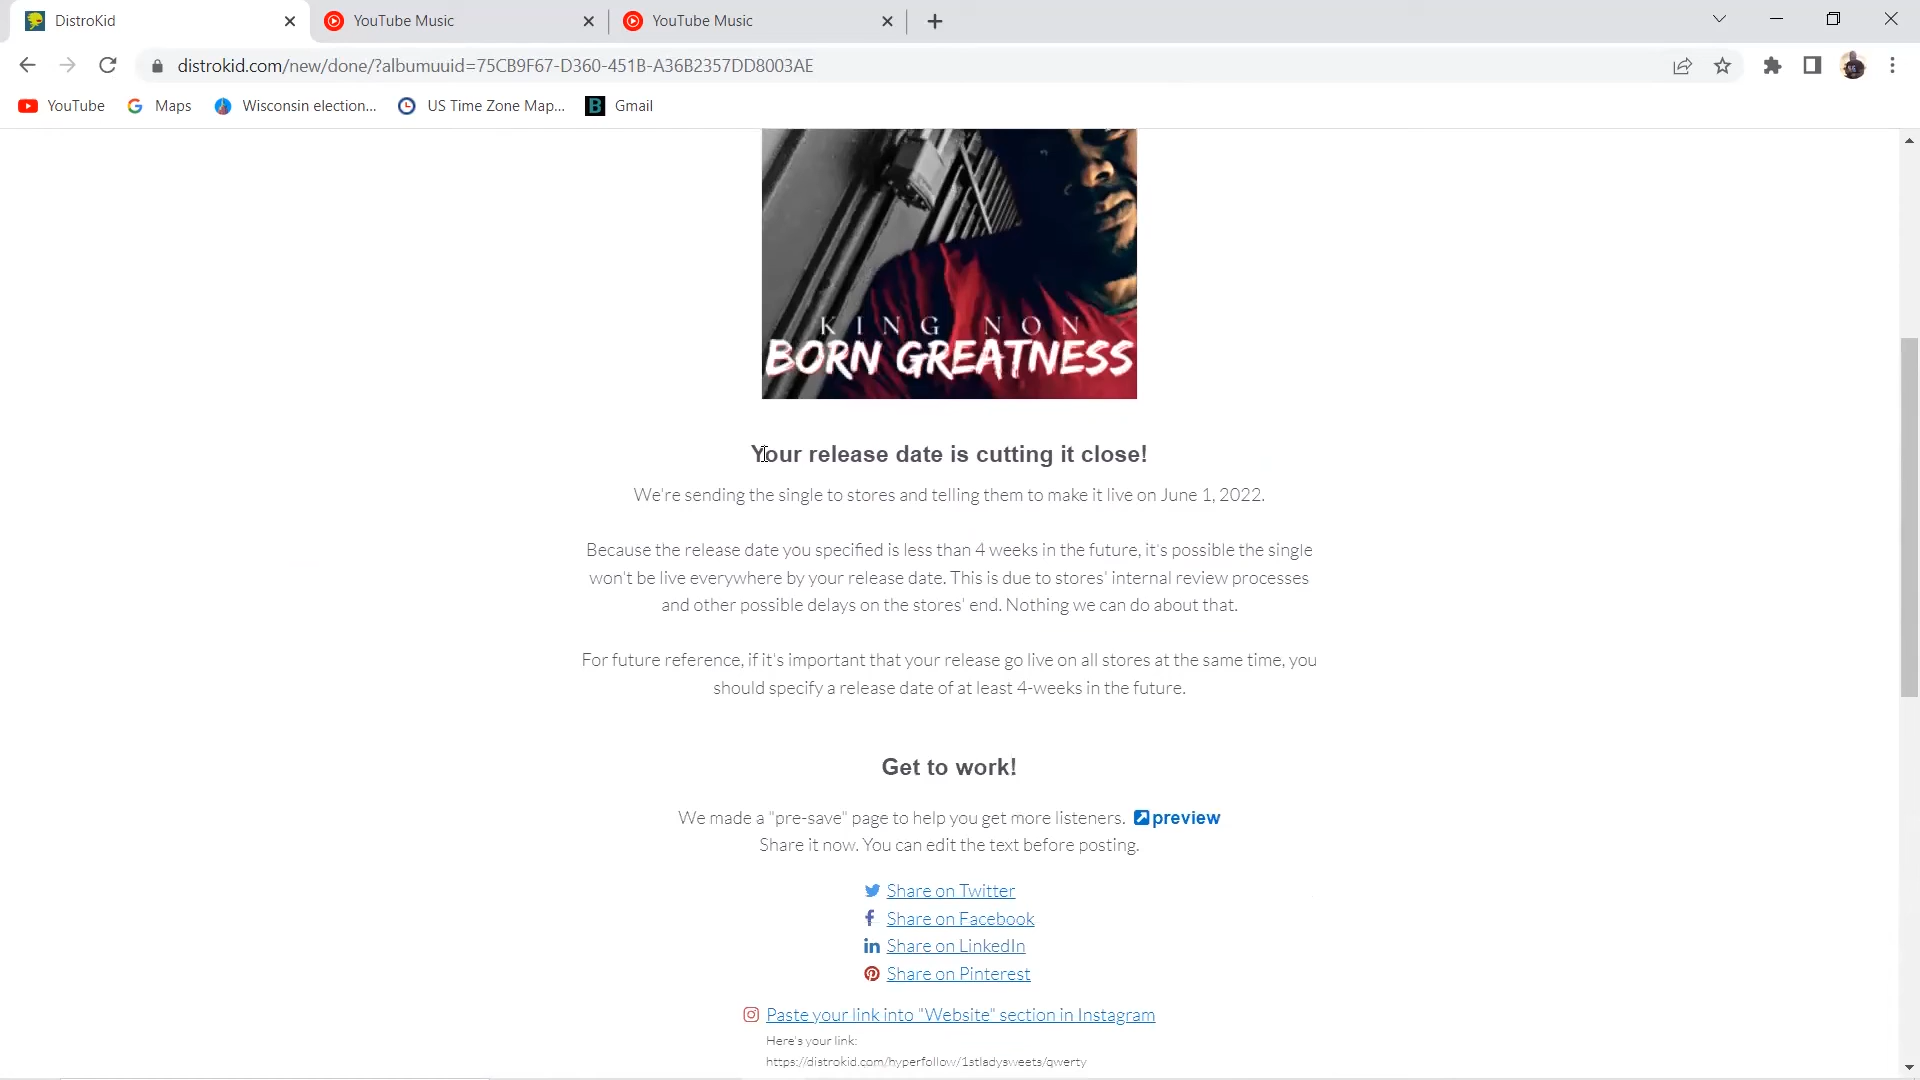 DistroKid
YouTube Music
YouTube Music
distrokid.com/new/done/?albumuuid=75CB9F67-D360-451B-A36B2357DD8003AE
YouTube
Maps
Wisconsin election...
US Time Zone Map...
Gmail
KING NON
BORN GREATNESS
Your release date is cutting it close!
We're sending the single to stores and telling them to make it live on June 1, 2022.
Because the release date you specified is less than 4 weeks in the future, it's possible the single
won't be live everywhere by your release date. This is due to stores' internal review processes
and other possible delays on the stores' end. Nothing we can do about that.
For future reference, if it's important that your release go live on all stores at the same time, you
should specify a release date of at least 4-weeks in the future.
Get to work!
We made a "pre-save" page to help you get more listeners. preview
Share it now. You can edit the text before posting.
Share on Twitter
Share on Facebook
Share on LinkedIn
Share on Pinterest
Paste your link into "Website" section in Instagram
Here's your link:
https://distrokid.com/hyperfollow/1stladysweets/qwerty